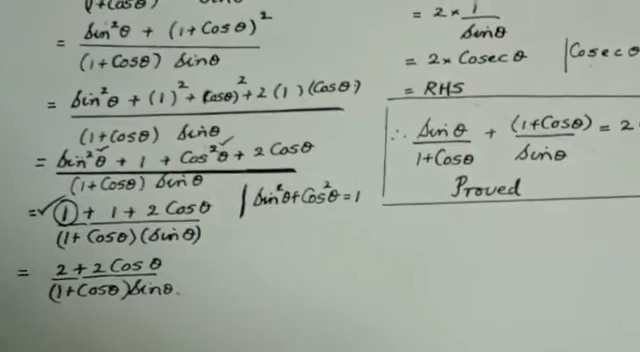 = Sin²θ + (1+Cosθ)²
(1+Cosθ) Sinθ
= Sin²θ + (1)² + (Cosθ)² + 2(1)(Cosθ)
(1+Cosθ) Sinθ
= Sin²θ + 1 + Cos²θ + 2Cosθ
(1+Cosθ) Sinθ
= 1 + 1 + 2Cosθ | Sin²θ+Cos²θ=1
(1+Cosθ)(Sinθ)
= 2+2Cosθ
(1+Cosθ)Sinθ.
= 2 × 1
Sinθ
= 2 × Cosecθ | Cosecθ
= RHS
∴ Sinθ + (1+Cosθ) = 2
1+Cosθ Sinθ
Proved